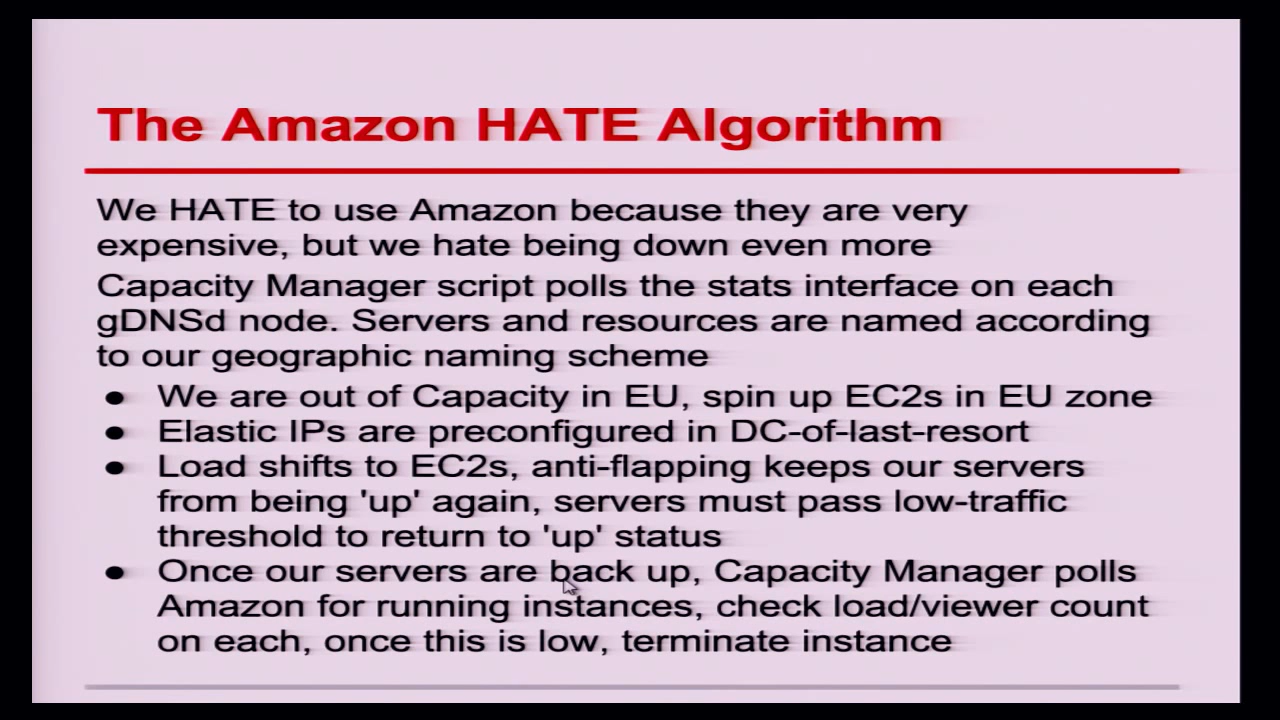 The Amazon HATE Algorithm
We HATE to use Amazon because they are very
expensive, but we hate being down even more
Capacity Manager script polls the stats interface on each
gDNSd node. Servers and resources are named according
to our geographic naming scheme
● We are out of Capacity in EU, spin up EC2s in EU zone
● Elastic IPs are preconfigured in DC-of-last-resort
● Load shifts to EC2s, anti-flapping keeps our servers
from being 'up' again, servers must pass low-traffic
threshold to return to 'up' status
● Once our servers are back up, Capacity Manager polls
Amazon for running instances, check load/viewer count
on each, once this is low, terminate instance